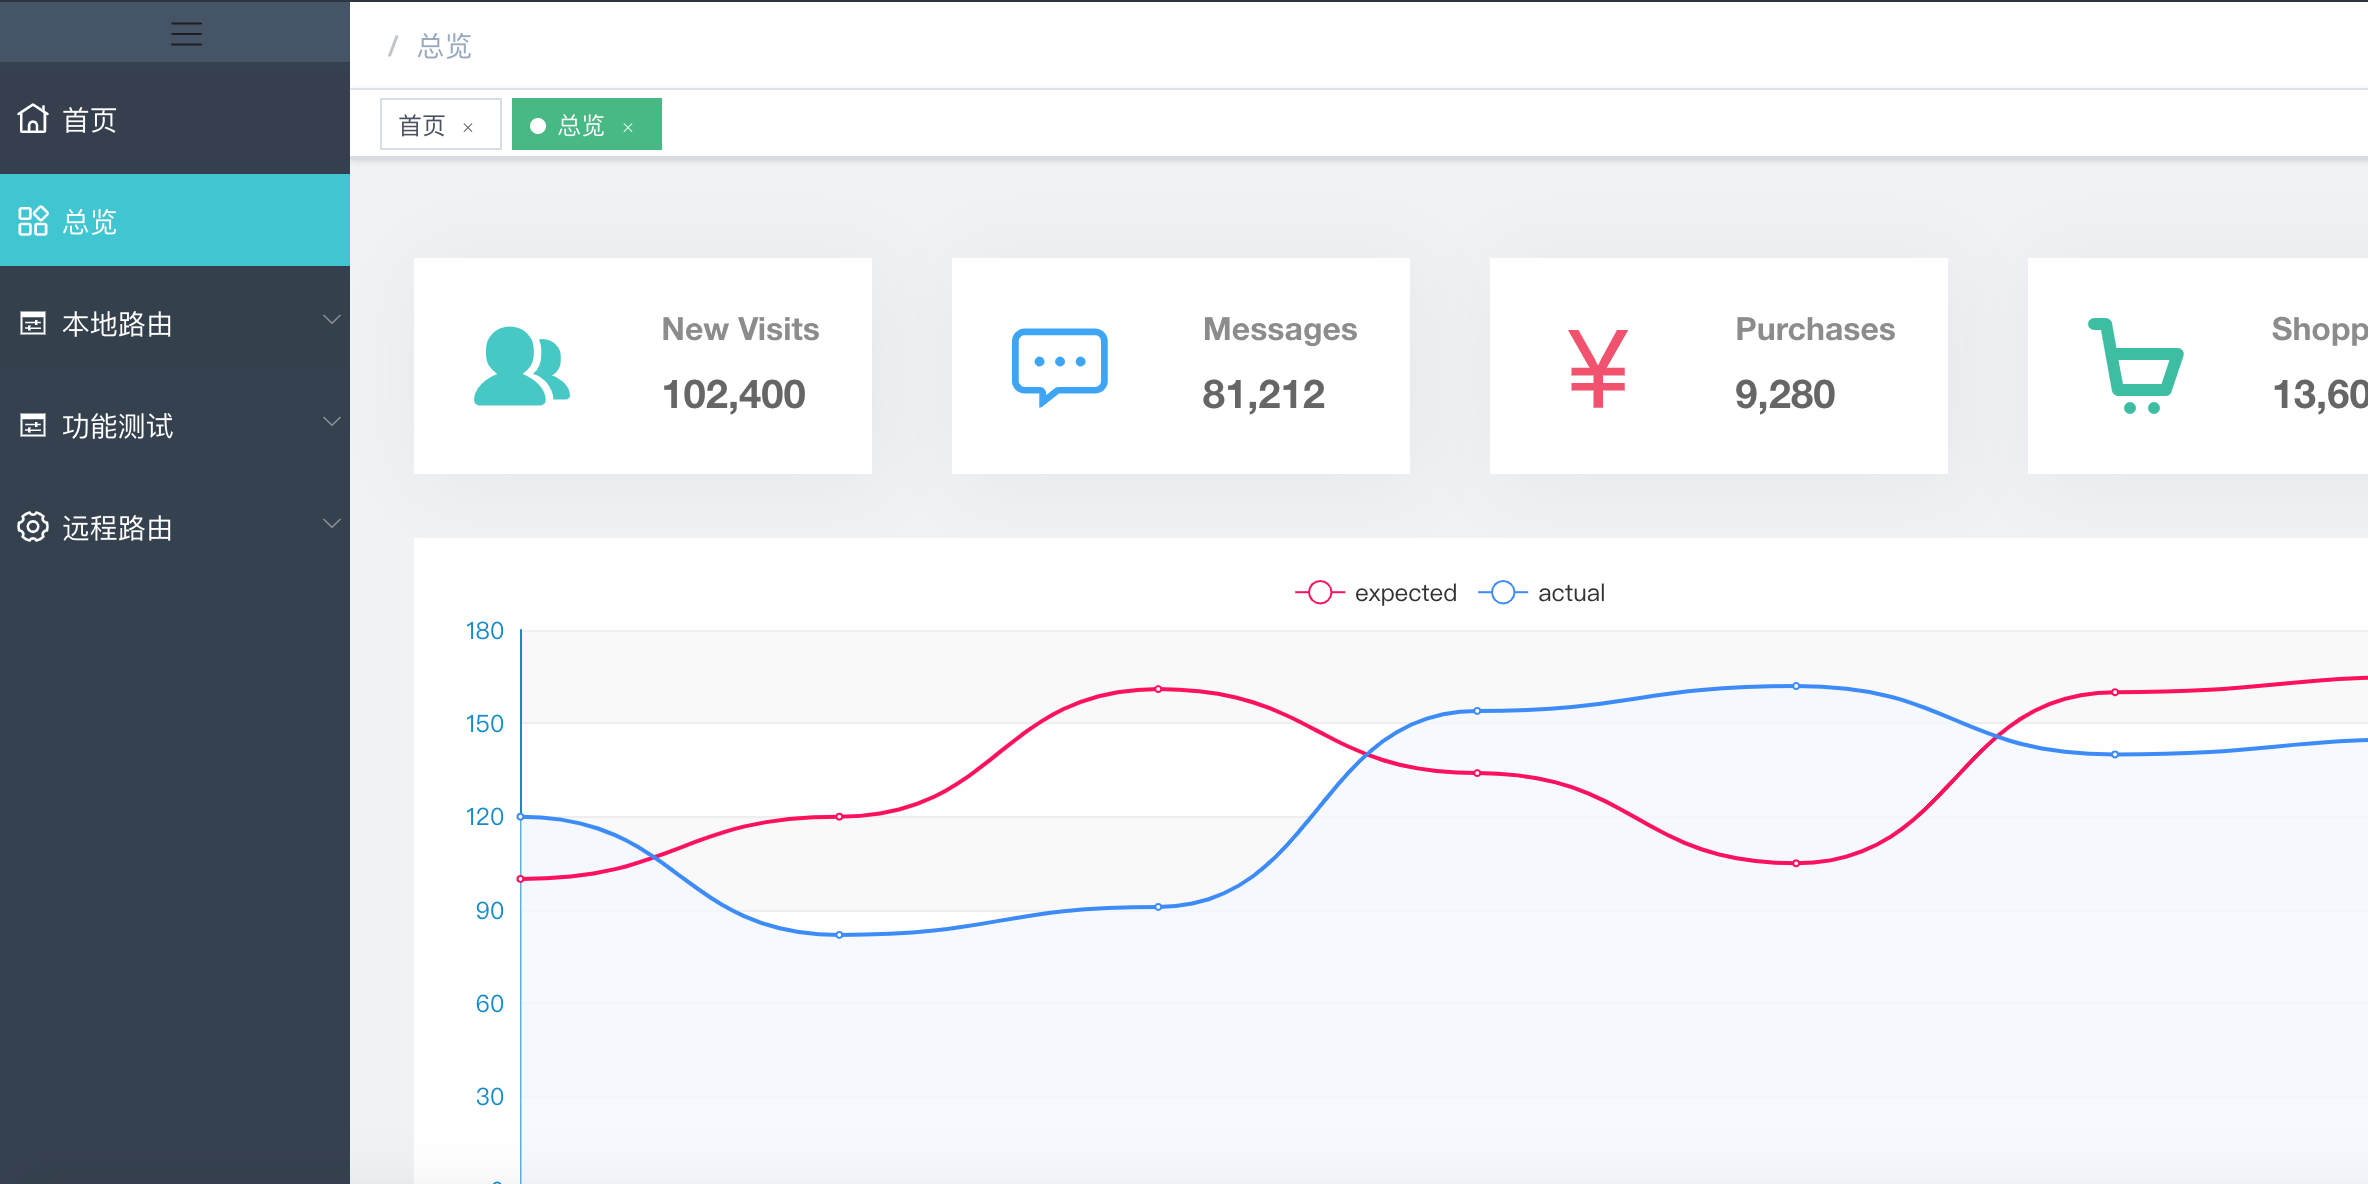 / 总览
首页 ×
总览 ×
首页
总览
本地路由
功能测试
远程路由
New Visits
102,400
Messages
81,212
¥
Purchases
9,280
Shopp
13,60
expected
actual
180
150
120
90
60
30